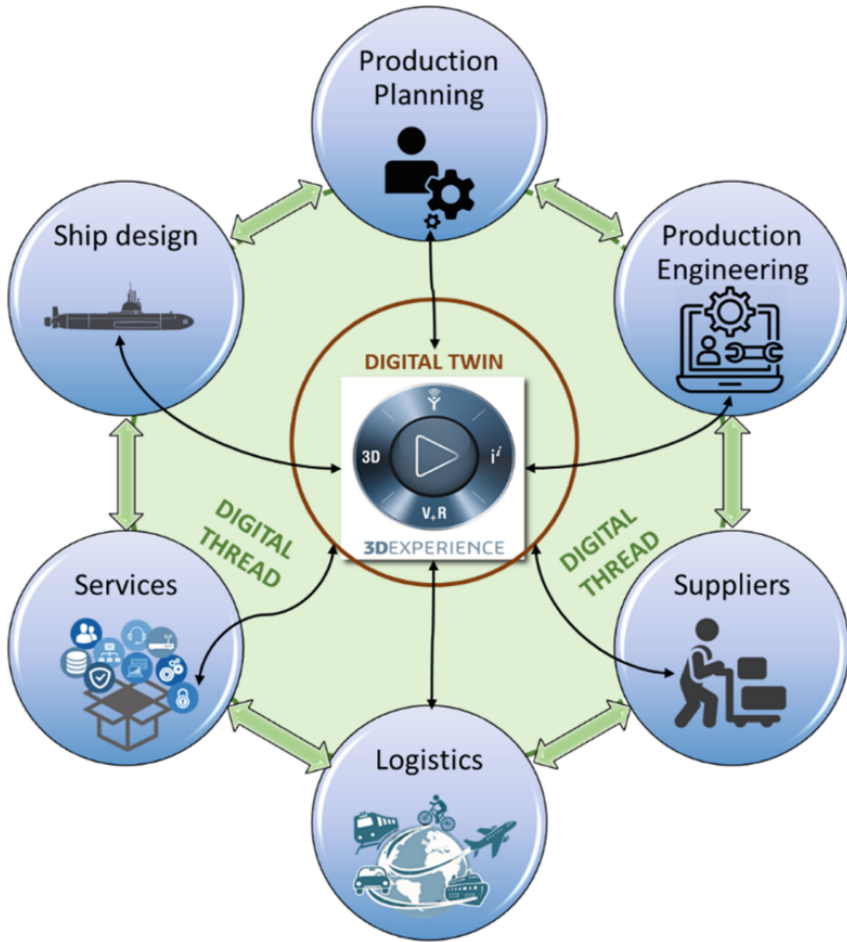 Production
Planning
Ship design
Production
Engineering
DIGITAL TWIN
3D
i²
V+R
3DEXPERIENCE
DIGITAL
THREAD
DIGITAL
THREAD
Services
Suppliers
Logistics